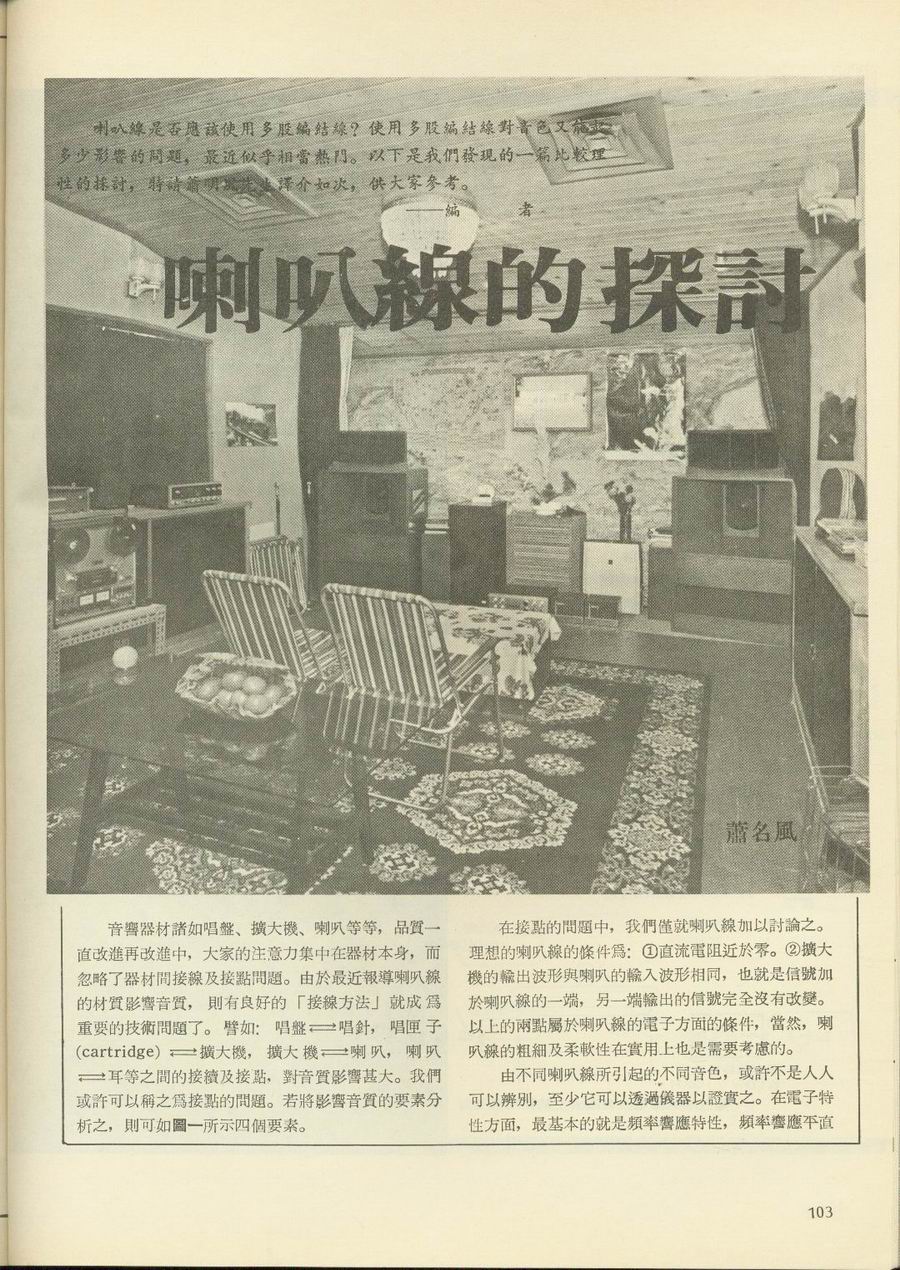 喇叭線是否應該使用多股編結線?使用多股編結線對音色又能起
多少影響的問題,最近似乎相當熱門。以下是我們發現的一篇比較理
性的探討,特請蕭明風先生譯介如次,供大家參考。
——編 者
喇叭線的探討
蕭名風
音響器材諸如唱盤、擴大機、喇叭等等,品質一
直改進再改進中,大家的注意力集中在器材本身,而
忽略了器材間接線及接點問題。由於最近報導喇叭線
的材質影響音質,則有良好的「接線方法」就成爲
重要的技術問題了。譬如:唱盤⇌唱針,唱匣子
(cartridge)⇌擴大機,擴大機⇌喇叭,喇叭
⇌耳等之間的接續及接點,對音質影響甚大。我們
或許可以稱之爲接點的問題。若將影響音質的要素分
析之,則可如圖一所示四個要素。
在接點的問題中,我們僅就喇叭線加以討論之。
理想的喇叭線的條件爲:①直流電阻近於零。②擴大
機的輸出波形與喇叭的輸入波形相同,也就是信號加
於喇叭線的一端,另一端輸出的信號完全沒有改變。
以上的兩點屬於喇叭線的電子方面的條件,當然,喇
叭線的粗細及柔軟性在實用上也是需要考慮的。
由不同喇叭線所引起的不同音色,或許不是人人
可以辨別,至少它可以透過儀器以證實之。在電子特
性方面,最基本的就是頻率響應特性,頻率響應平直
103